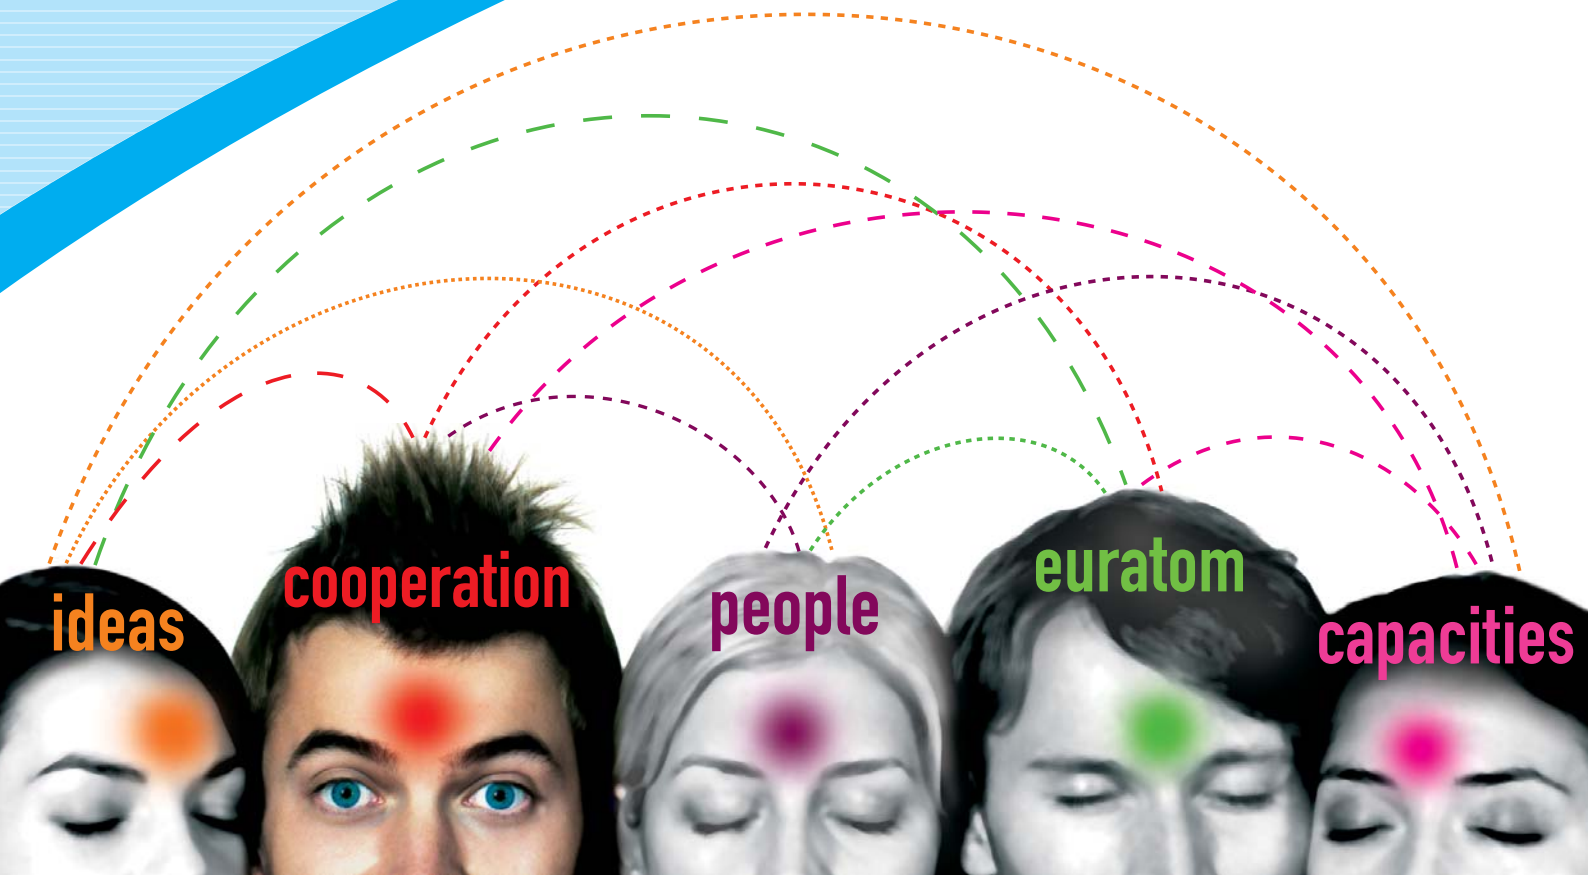 ideas
cooperation
people
euratom
capacities